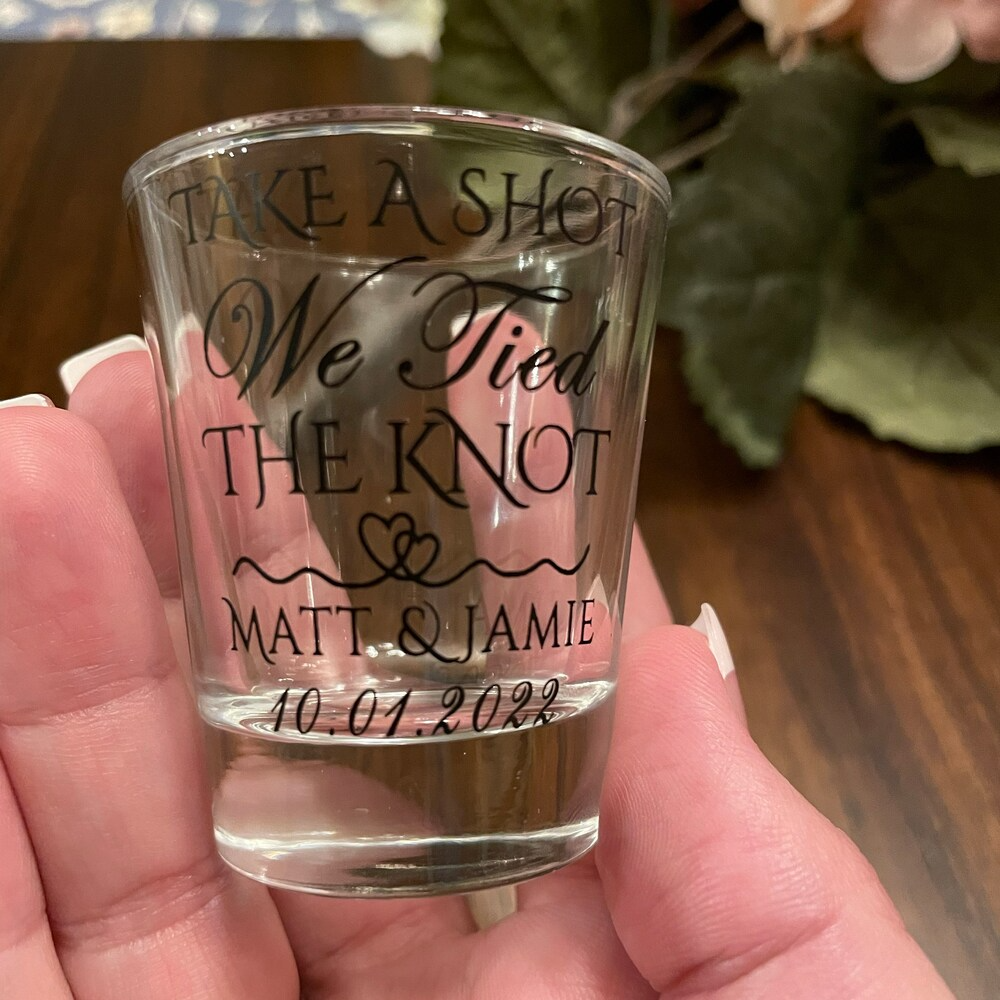 TAKE A SHOT
We Tied
THE KNOT
MATT & JAMIE
10.01.2022